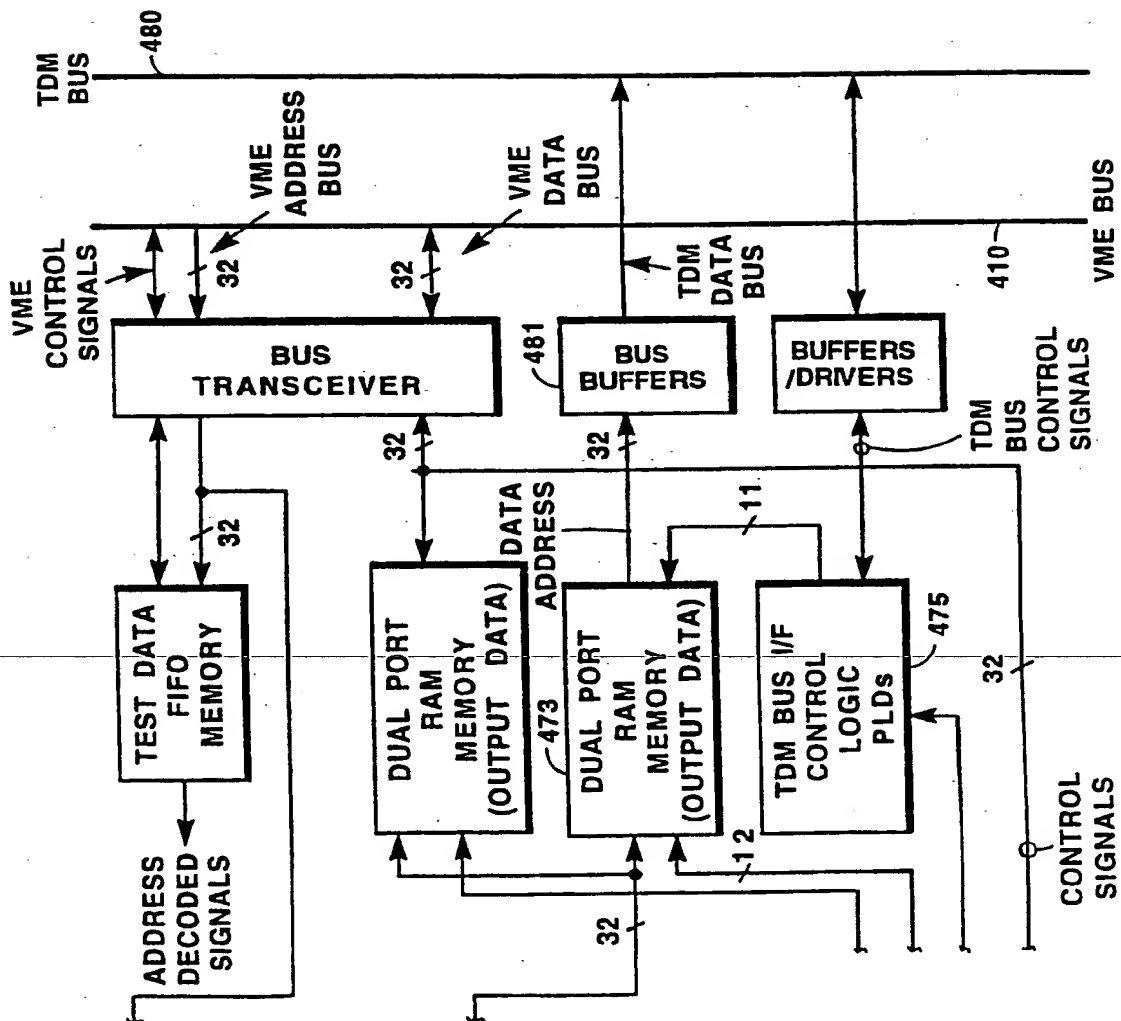 TDM
BUS
480
VME
CONTROL
SIGNALS
VME
ADDRESS
BUS
32
VME
DATA
BUS
32
TDM
DATA
BUS
410
VME BUS
BUS
TRANSCEIVER
481
BUS
BUFFERS
BUFFERS
/DRIVERS
32
32
32
DATA
ADDRESS
11
TDM
BUS
CONTROL
SIGNALS
TEST DATA
FIFO
MEMORY
DUAL PORT
RAM
MEMORY
(OUTPUT DATA)
473
DUAL PORT
RAM
MEMORY
(OUTPUT DATA)
TDM BUS I/F
CONTROL
LOGIC
PLDs
475
32
ADDRESS
DECODED
SIGNALS
32
12
CONTROL
SIGNALS